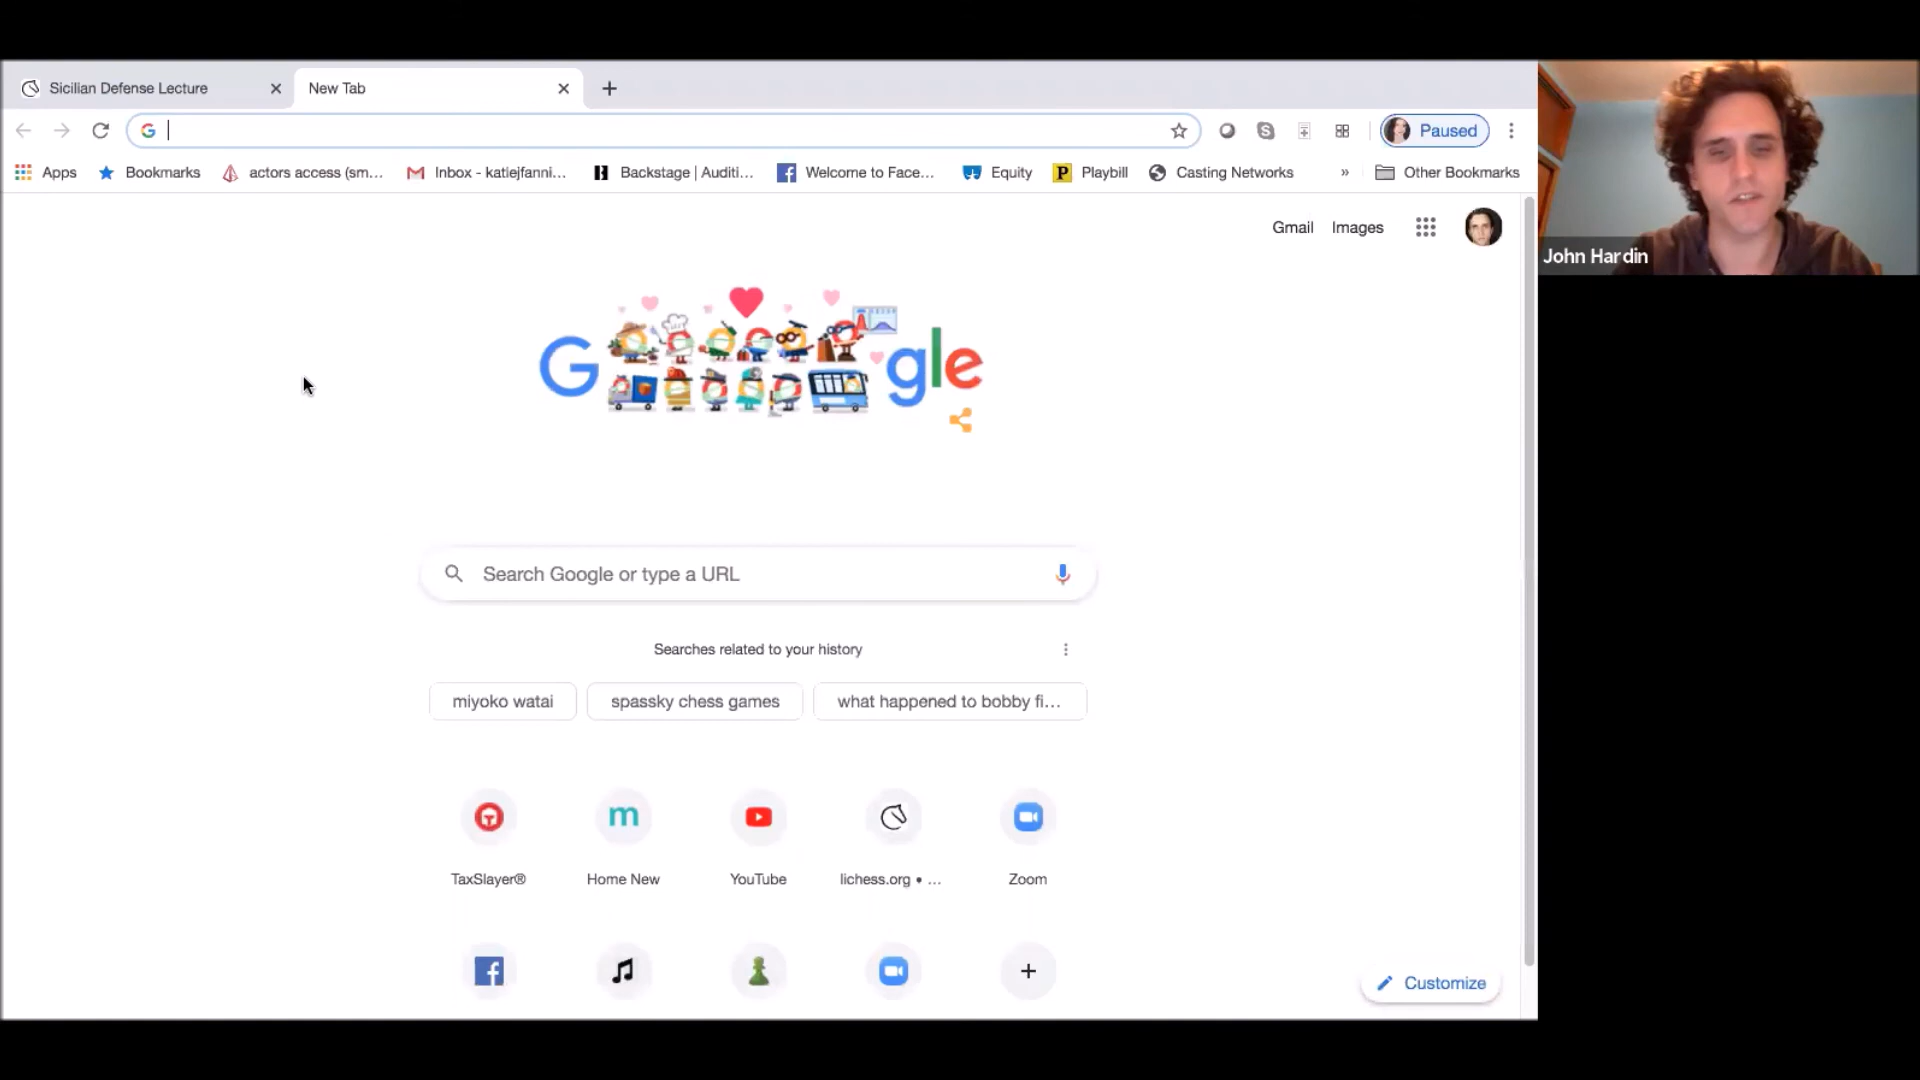 Sicilian Defense Lecture
New Tab
Paused
Apps
Bookmarks
actors access (sm...
Inbox - katiejfanni...
Backstage | Auditi...
Welcome to Face...
Equity
Playbill
Casting Networks
»
Other Bookmarks
Gmail
Images
John Hardin
G gle
Search Google or type a URL
Searches related to your history
miyoko watai
spassky chess games
what happened to bobby fi...
TaxSlayer®
Home New
YouTube
lichess.org • ...
Zoom
Customize